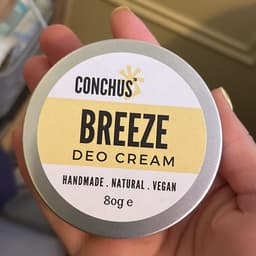 CONCHUS
BREEZE
DEO CREAM
HANDMADE . NATURAL . VEGAN
80g e